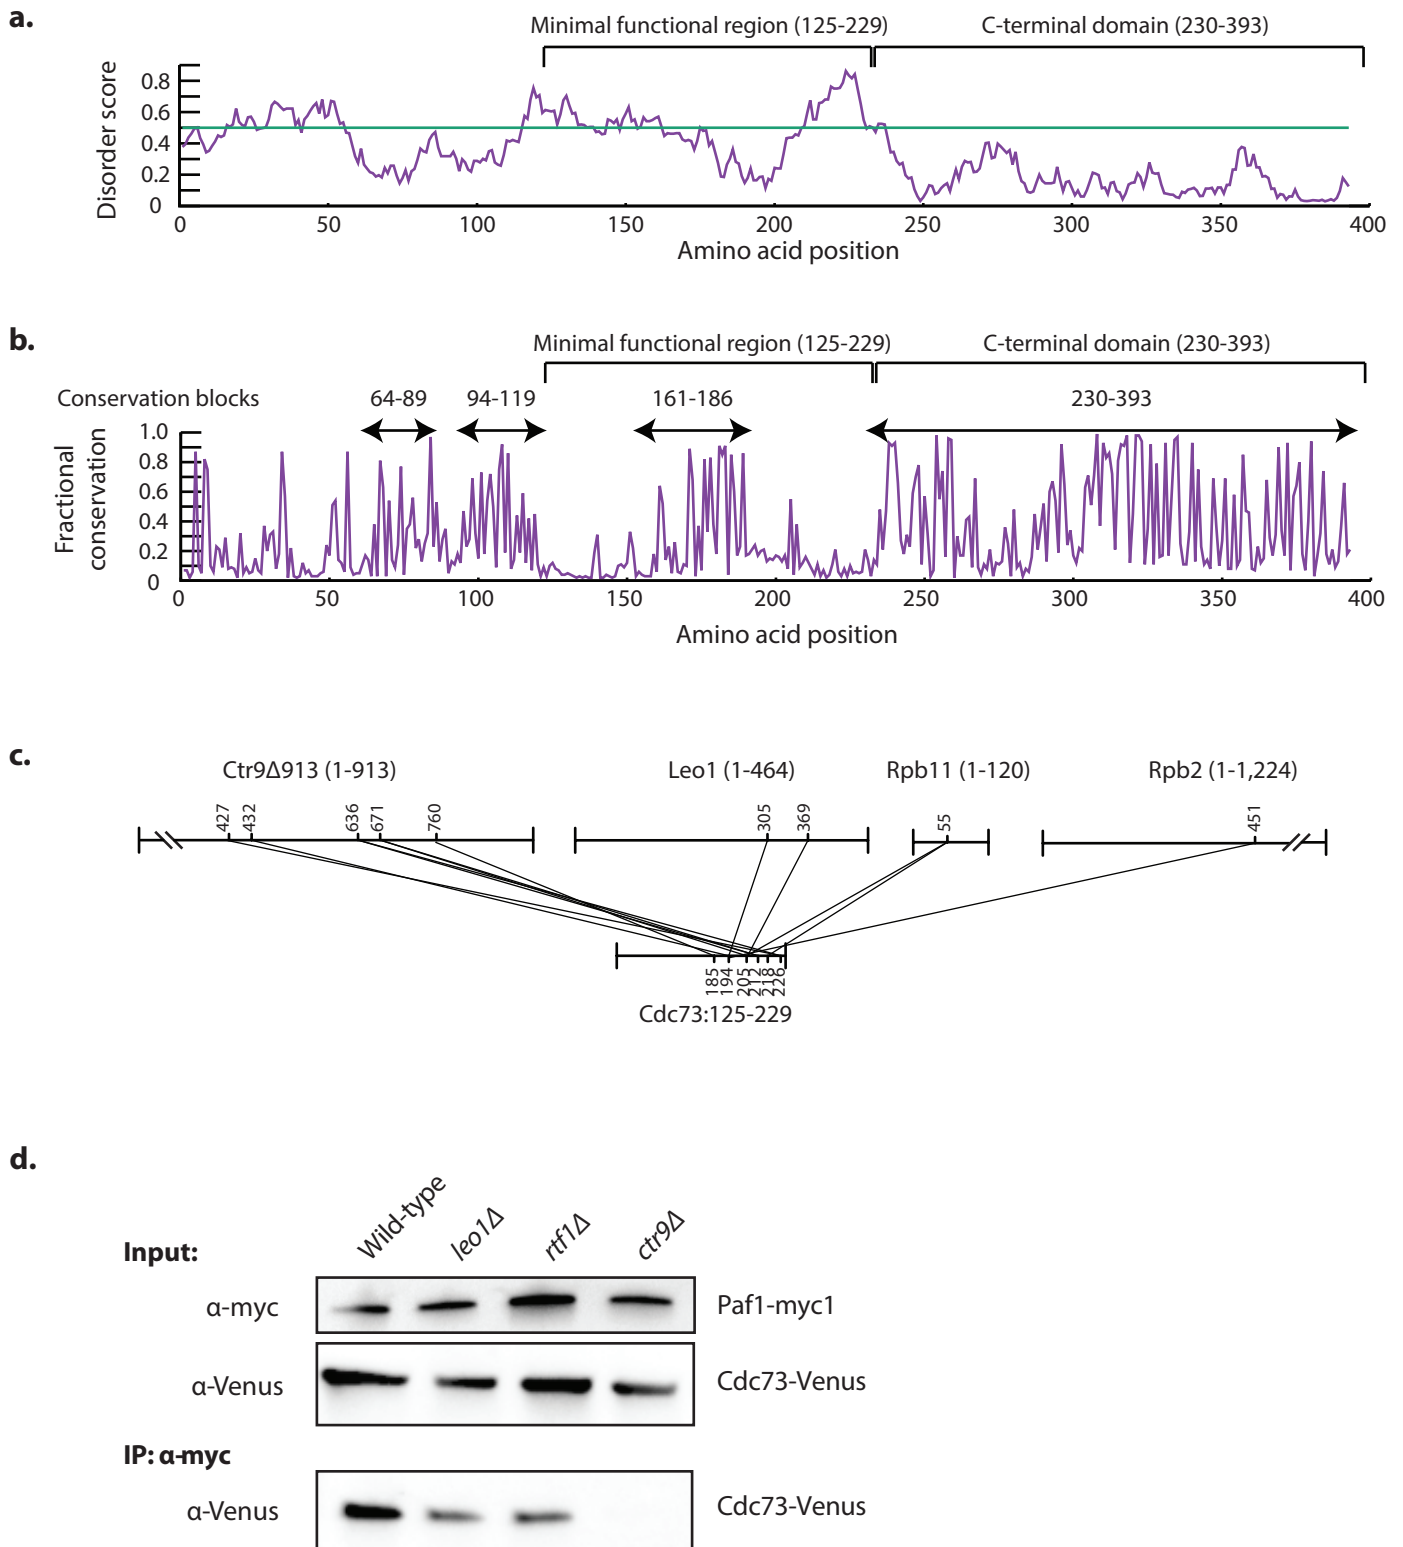 a.
Minimal functional region (125-229) C-terminal domain (230-393)
Disorder score
0.8
0.6
0.4
0.2
0
0 50 100 150 200 250 300 350 400
Amino acid position
b.
Minimal functional region (125-229) C-terminal domain (230-393)
Conservation blocks 64-89 94-119 161-186 230-393
Fractional
conservation
1.0
0.8
0.6
0.4
0.2
0
0 50 100 150 200 250 300 350 400
Amino acid position
c.
Ctr9Δ913 (1-913) Leo1 (1-464) Rpb11 (1-120) Rpb2 (1-1,224)
427 432 636 671 760 305 369 55 451
185 194 205 212 218 226
Cdc73:125-229
d.
Wild-type leo1Δ rtf1Δ ctr9Δ
Input:
α-myc Paf1-myc1
α-Venus Cdc73-Venus
IP: α-myc
α-Venus Cdc73-Venus